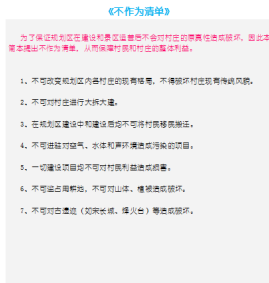 《不作为清单》
为了保证规划区在建设和景区运营后不会对村庄的原真性造成破坏，因此本
图本提出不作为清单，从而保障村民和村庄的整体利益。
1、不可改变规划区内各村庄的现有格局，不得破坏村庄现有传统风貌。
2、不可对村庄进行大拆大建。
3、在规划区建设中和建设后均不可将村民移民搬迁。
4、不可进驻对空气、水体和声环境造成污染的项目。
5、一切建设项目均不可对村民利益造成损害。
6、不可滥占用耕地，不可对山体、植被造成破坏。
7、不可对古遗迹（如宋长城、烽火台）等造成破坏。